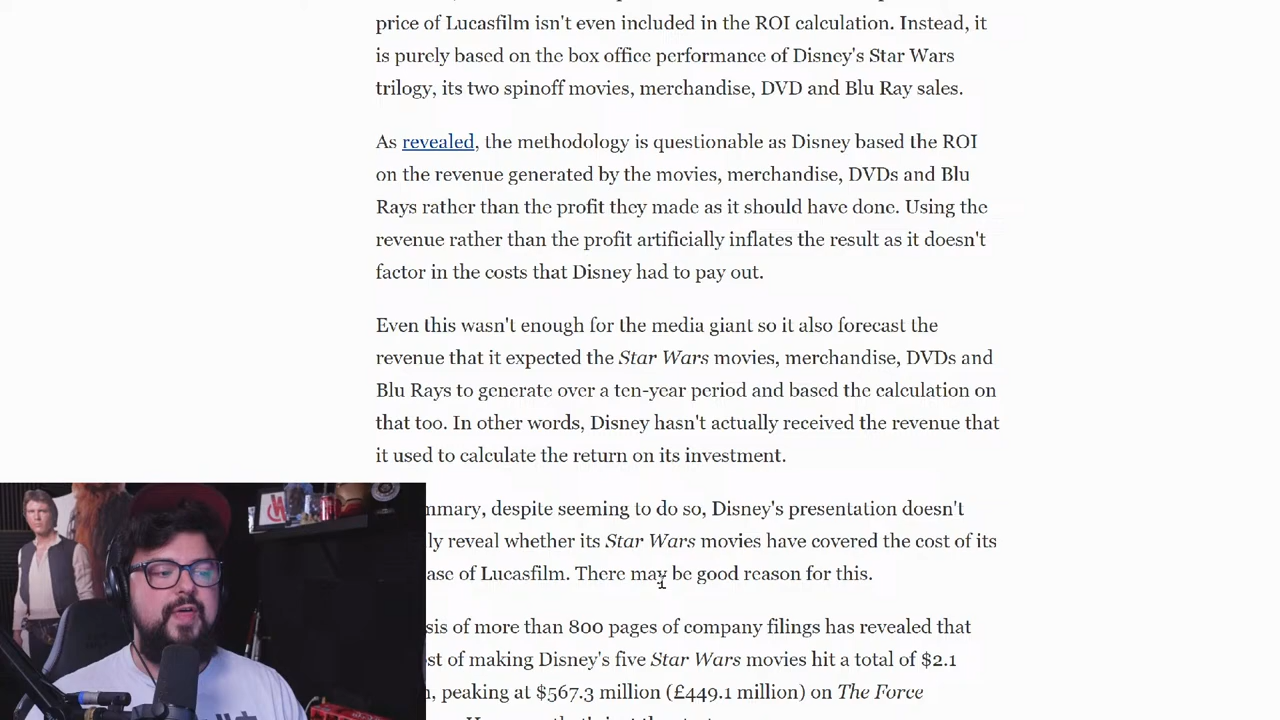 price of Lucasfilm isn't even included in the ROI calculation. Instead, it
is purely based on the box office performance of Disney's Star Wars
trilogy, its two spinoff movies, merchandise, DVD and Blu Ray sales.
As revealed, the methodology is questionable as Disney based the ROI
on the revenue generated by the movies, merchandise, DVDs and Blu
Rays rather than the profit they made as it should have done. Using the
revenue rather than the profit artificially inflates the result as it doesn't
factor in the costs that Disney had to pay out.
Even this wasn't enough for the media giant so it also forecast the
revenue that it expected the Star Wars movies, merchandise, DVDs and
Blu Rays to generate over a ten-year period and based the calculation on
that too. In other words, Disney hasn't actually received the revenue that
it used to calculate the return on its investment.
mmary, despite seeming to do so, Disney's presentation doesn't
ly reveal whether its Star Wars movies have covered the cost of its
ase of Lucasfilm. There may be good reason for this.
sis of more than 800 pages of company filings has revealed that
st of making Disney's five Star Wars movies hit a total of $2.1
n, peaking at $567.3 million (£449.1 million) on The Force